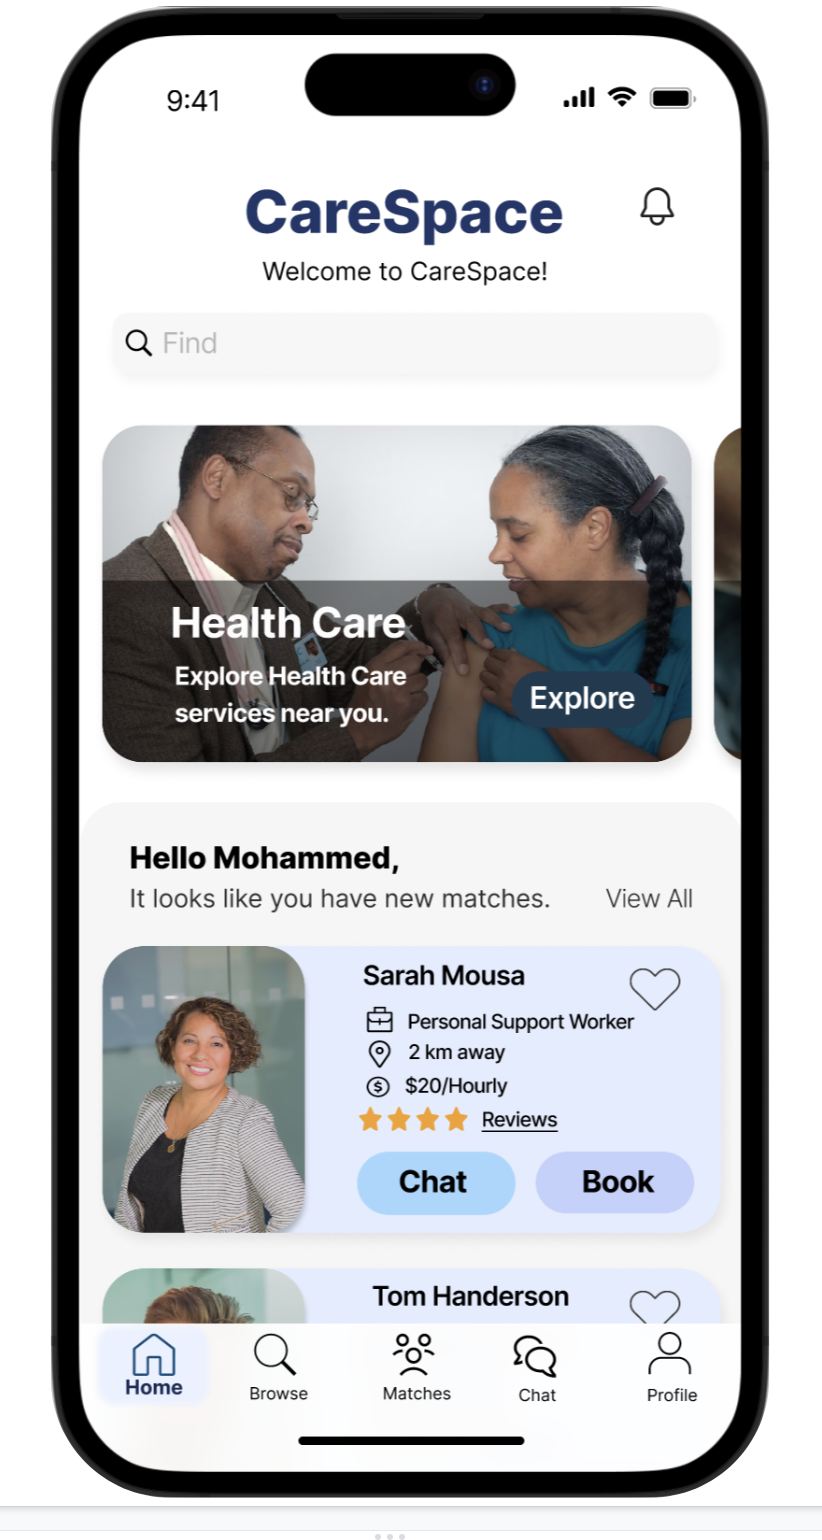 9:41
CareSpace
Welcome to CareSpace!
Find
Health Care
Explore Health Care
services near you.
Explore
Hello Mohammed,
It looks like you have new matches.
View All
Sarah Mousa
Personal Support Worker
2 km away
$20/Hourly
Reviews
Chat
Book
Tom Handerson
Home
Browse
Matches
Chat
Profile